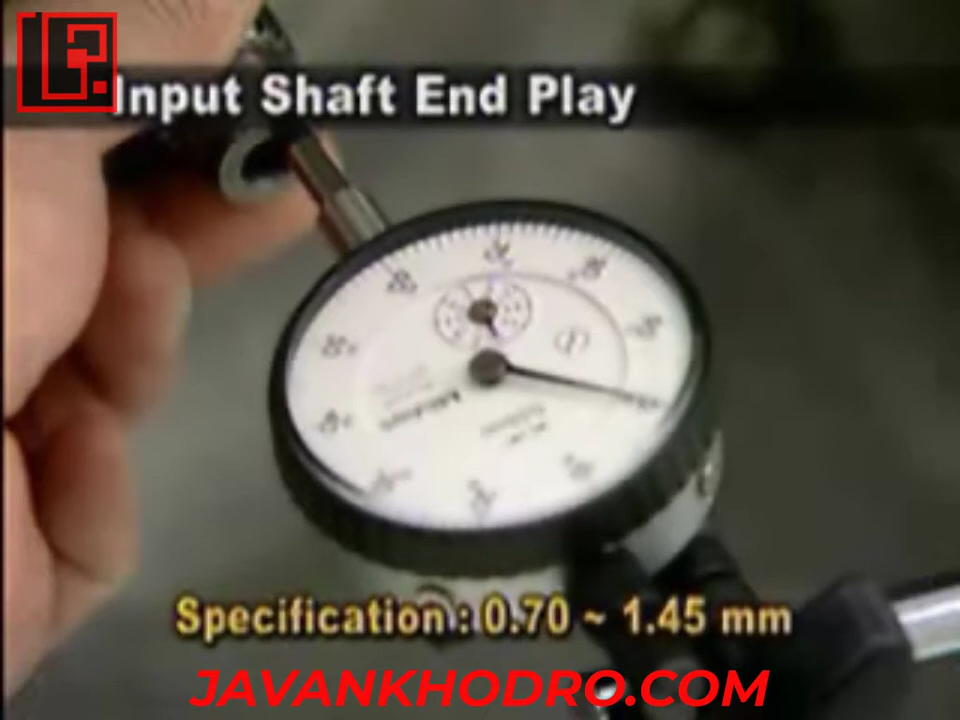 Input Shaft End Play
Specification : 0.70 ~ 1.45 mm
JAVANKHODRO.COM